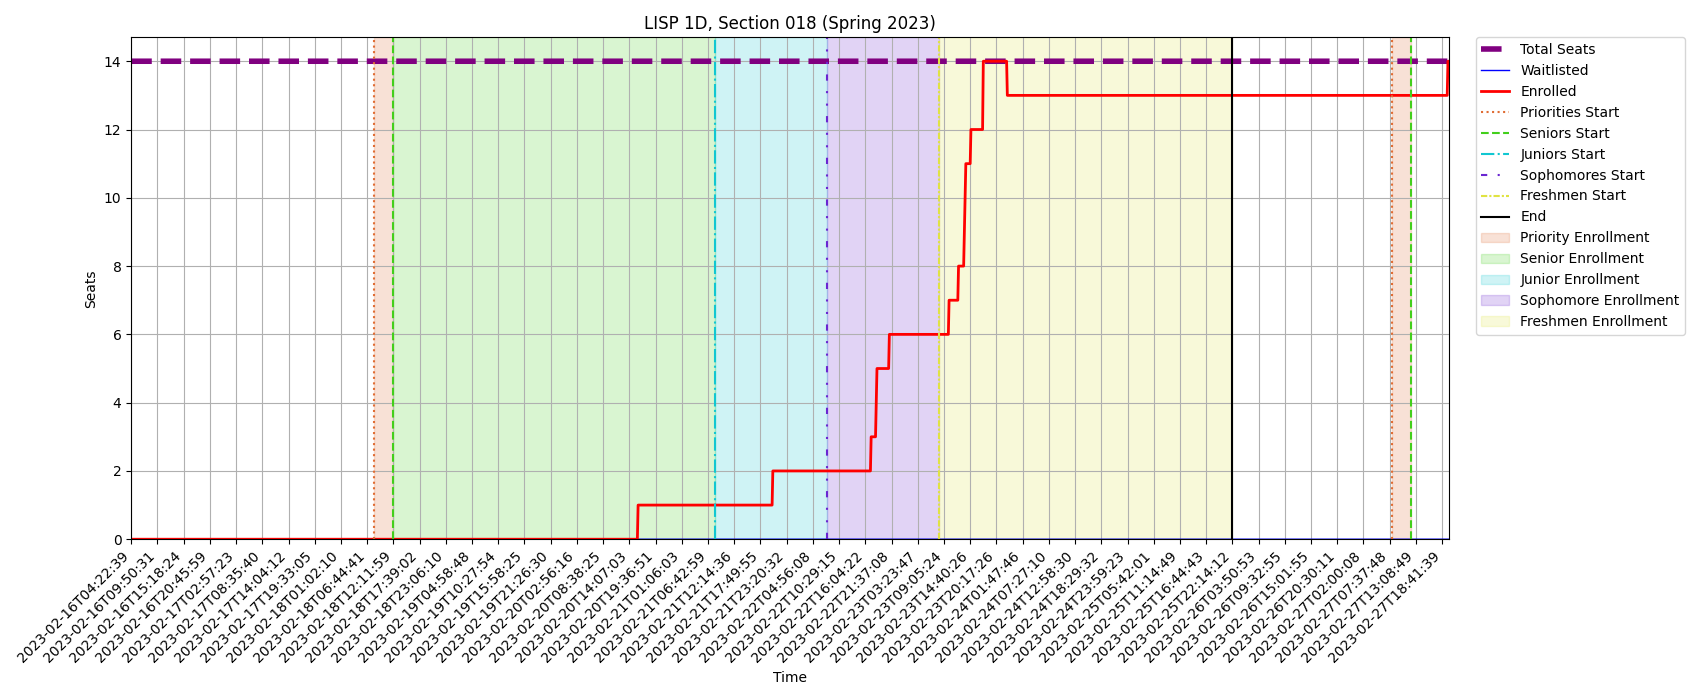 LISP 1D, Section 018 (Spring 2023)
Seats
14
12
10
8
6
4
2
0
2023-02-16T04:22:39
2023-02-16T09:50:31
2023-02-16T15:18:24
2023-02-16T20:45:59
2023-02-17T02:57:23
2023-02-17T08:35:40
2023-02-17T14:04:12
2023-02-17T19:33:05
2023-02-18T01:02:10
2023-02-18T06:44:41
2023-02-18T12:11:59
2023-02-18T17:39:02
2023-02-18T23:06:10
2023-02-19T04:58:48
2023-02-19T10:27:54
2023-02-19T15:58:25
2023-02-19T21:26:30
2023-02-20T02:56:16
2023-02-20T08:38:25
2023-02-20T14:07:03
2023-02-20T19:36:51
2023-02-21T01:06:03
2023-02-21T06:42:59
2023-02-21T12:14:36
2023-02-21T17:49:55
2023-02-21T23:20:32
2023-02-22T04:56:08
2023-02-22T10:29:15
2023-02-22T16:04:22
2023-02-22T21:37:08
2023-02-23T03:23:47
2023-02-23T09:05:24
2023-02-23T14:40:26
2023-02-23T20:17:26
2023-02-24T01:47:46
2023-02-24T07:27:10
2023-02-24T12:58:30
2023-02-24T18:29:32
2023-02-24T23:59:23
2023-02-25T05:42:01
2023-02-25T11:14:49
2023-02-25T16:44:43
2023-02-25T22:14:12
2023-02-26T03:50:53
2023-02-26T09:32:55
2023-02-26T15:01:55
2023-02-26T20:30:11
2023-02-27T02:00:08
2023-02-27T07:37:48
2023-02-27T13:08:49
2023-02-27T18:41:39
Time
Total Seats
Waitlisted
Enrolled
Priorities Start
Seniors Start
Juniors Start
Sophomores Start
Freshmen Start
End
Priority Enrollment
Senior Enrollment
Junior Enrollment
Sophomore Enrollment
Freshmen Enrollment